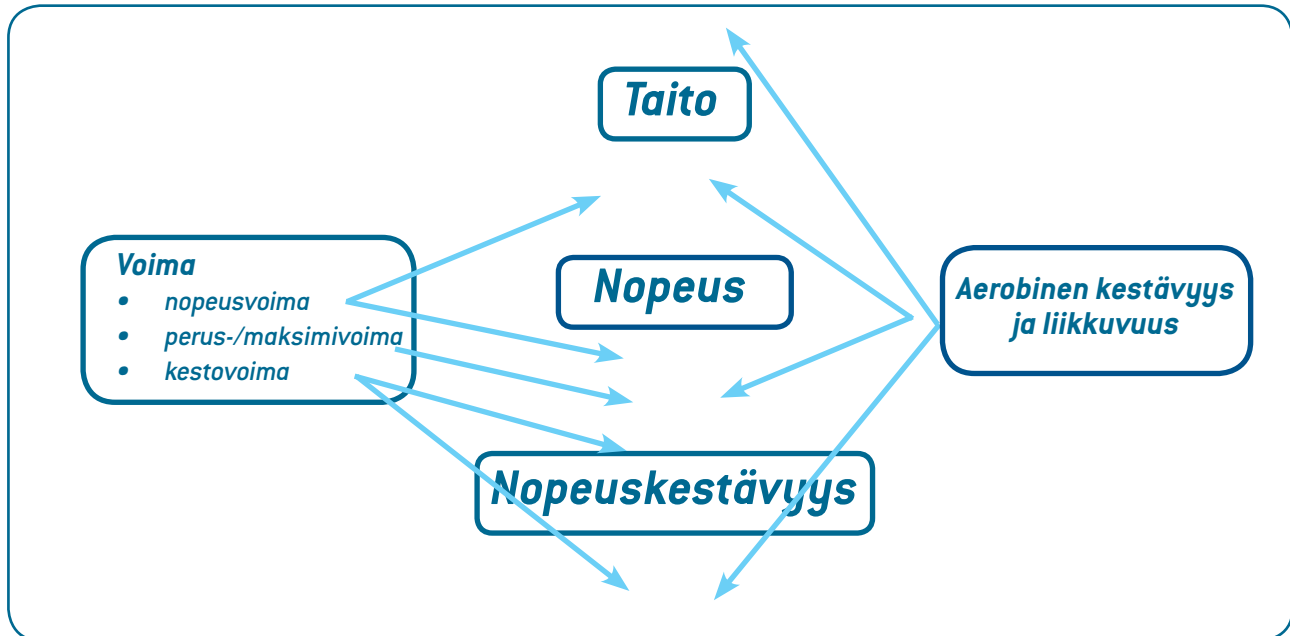 Taito
Voima
• nopeusvoima
• perus-/maksimivoima
• kestovoima
Nopeus
Aerobinen kestävyys
ja liikkuvuus
Nopeuskestävyys